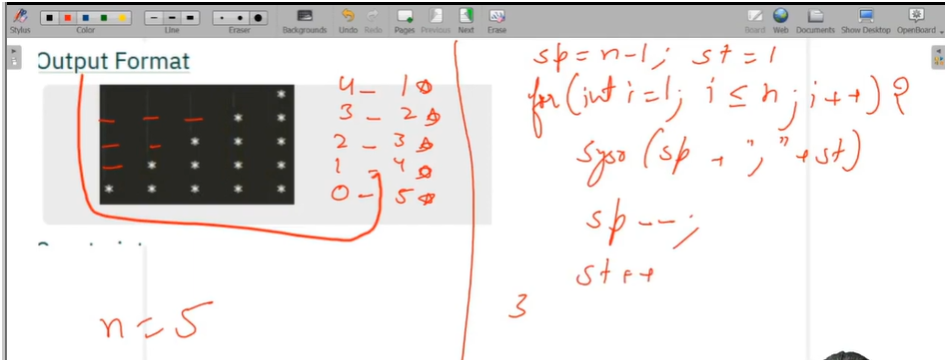 Stylus Color Line Eraser Backgrounds Undo Redo Pages Previous Next Erase Board Web Documents Show Desktop OpenBoard
Output Format
*
* *
* * *
* * * *
* * * * *
4 - 1
3 - 2
2 - 3
1 - 4
0 - 5
n = 5
sp = n-1; st = 1
for(int i=1; i ≤ n; i++) {
Syso (sp + "," + st)
sp--;
st++
}